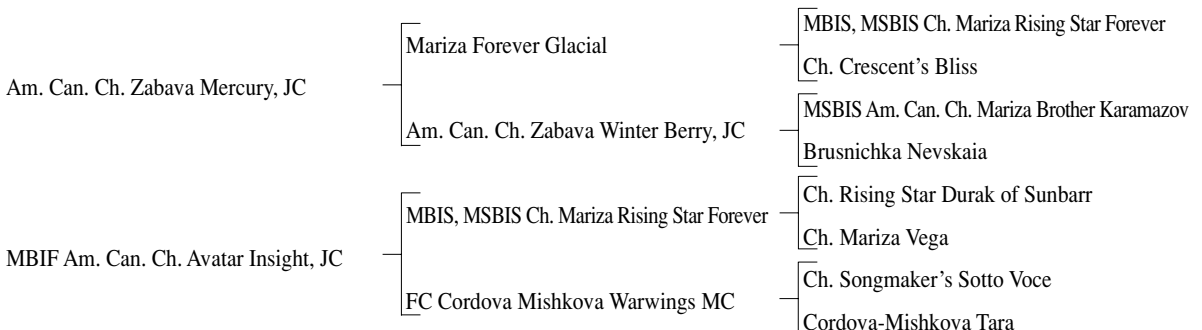 MBIS, MSBIS Ch. Mariza Rising Star Forever
Mariza Forever Glacial
Ch. Crescent’s Bliss
Am. Can. Ch. Zabava Mercury, JC
MSBIS Am. Can. Ch. Mariza Brother Karamazov
Am. Can. Ch. Zabava Winter Berry, JC
Brusnichka Nevskaia
Ch. Rising Star Durak of Sunbarr
MBIS, MSBIS Ch. Mariza Rising Star Forever
Ch. Mariza Vega
MBIF Am. Can. Ch. Avatar Insight, JC
Ch. Songmaker’s Sotto Voce
FC Cordova Mishkova Warwings MC
Cordova-Mishkova Tara